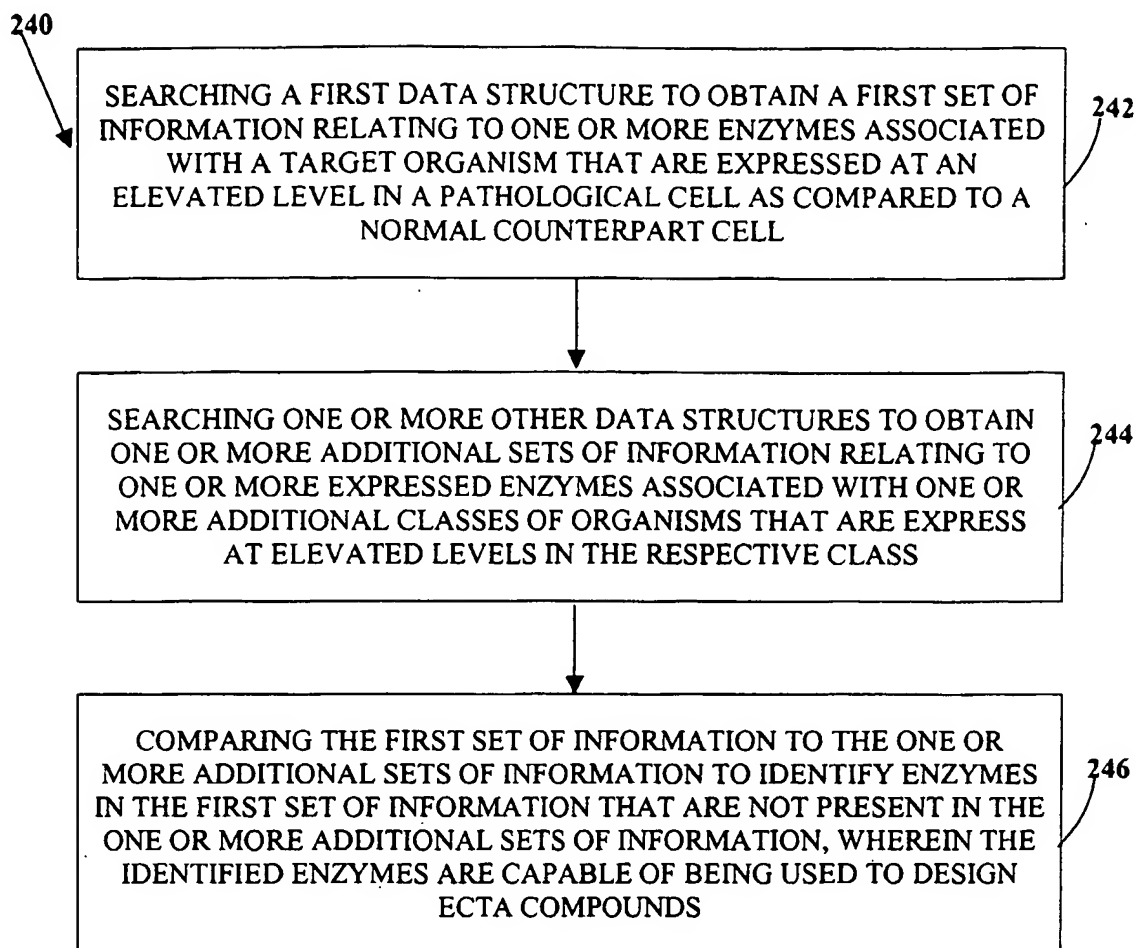 240
SEARCHING A FIRST DATA STRUCTURE TO OBTAIN A FIRST SET OF
INFORMATION RELATING TO ONE OR MORE ENZYMES ASSOCIATED
WITH A TARGET ORGANISM THAT ARE EXPRESSED AT AN
ELEVATED LEVEL IN A PATHOLOGICAL CELL AS COMPARED TO A
NORMAL COUNTERPART CELL
242
SEARCHING ONE OR MORE OTHER DATA STRUCTURES TO OBTAIN
ONE OR MORE ADDITIONAL SETS OF INFORMATION RELATING TO
ONE OR MORE EXPRESSED ENZYMES ASSOCIATED WITH ONE OR
MORE ADDITIONAL CLASSES OF ORGANISMS THAT ARE EXPRESS
AT ELEVATED LEVELS IN THE RESPECTIVE CLASS
244
COMPARING THE FIRST SET OF INFORMATION TO THE ONE OR
MORE ADDITIONAL SETS OF INFORMATION TO IDENTIFY ENZYMES
IN THE FIRST SET OF INFORMATION THAT ARE NOT PRESENT IN THE
ONE OR MORE ADDITIONAL SETS OF INFORMATION, WHEREIN THE
IDENTIFIED ENZYMES ARE CAPABLE OF BEING USED TO DESIGN
ECTA COMPOUNDS
246